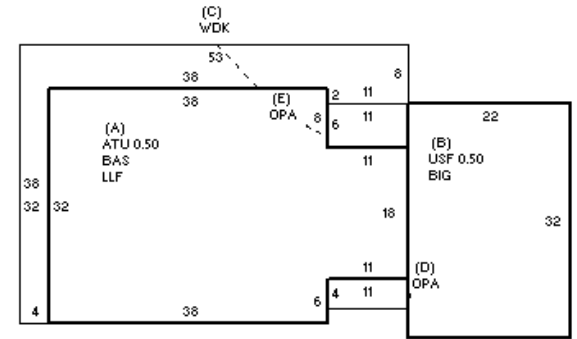 (C)
WDK
53
8
38
38
2
11
(E)
OPA
8
6
11
22
(A)
ATU 0.50
BAS
LLF
(B)
USF 0.50
BIG
11
38
32
32
18
32
11
(D)
OPA
4
38
6
4
11